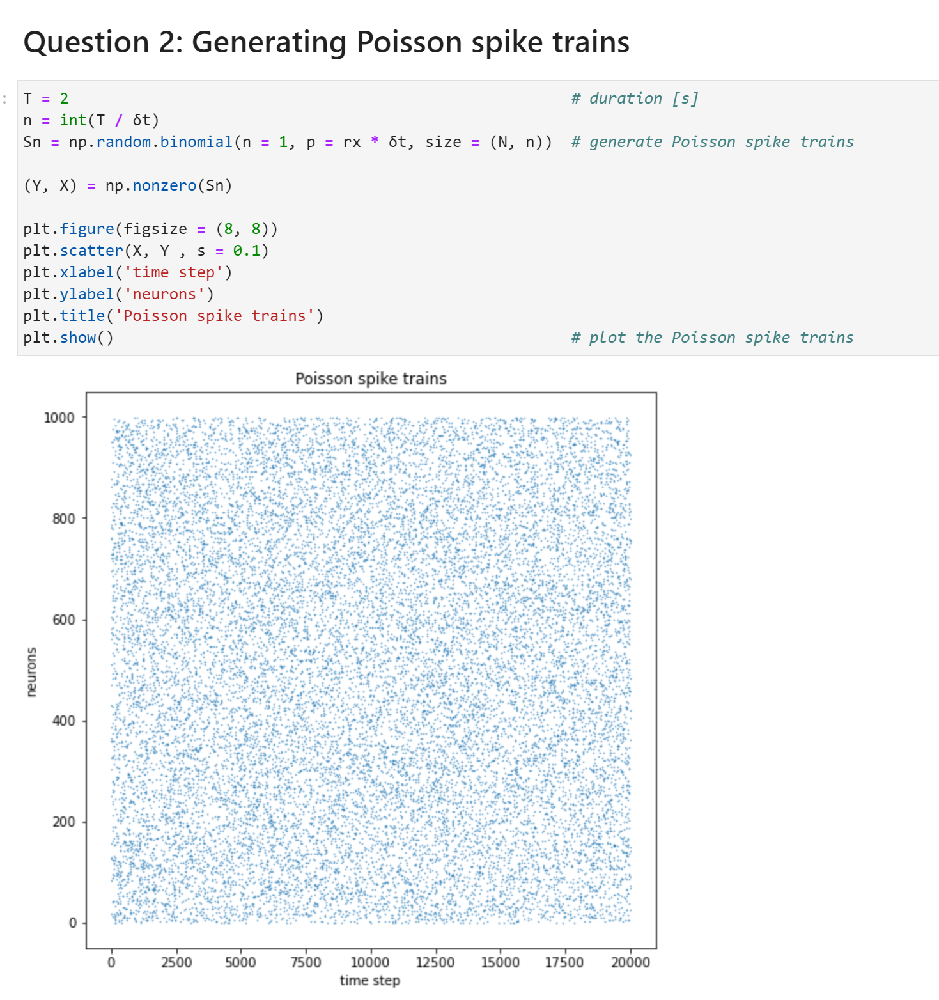 Question 2: Generating Poisson spike trains
:
T = 2 # duration [s]
n = int(T / δt)
Sn = np.random.binomial(n = 1, p = rx * δt, size = (N, n)) # generate Poisson spike trains
(Y, X) = np.nonzero(Sn)
plt.figure(figsize = (8, 8))
plt.scatter(X, Y , s = 0.1)
plt.xlabel('time step')
plt.ylabel('neurons')
plt.title('Poisson spike trains')
plt.show() # plot the Poisson spike trains
Poisson spike trains
1000
800
600
neurons
400
200
0
0 2500 5000 7500 10000 12500 15000 17500 20000
time step